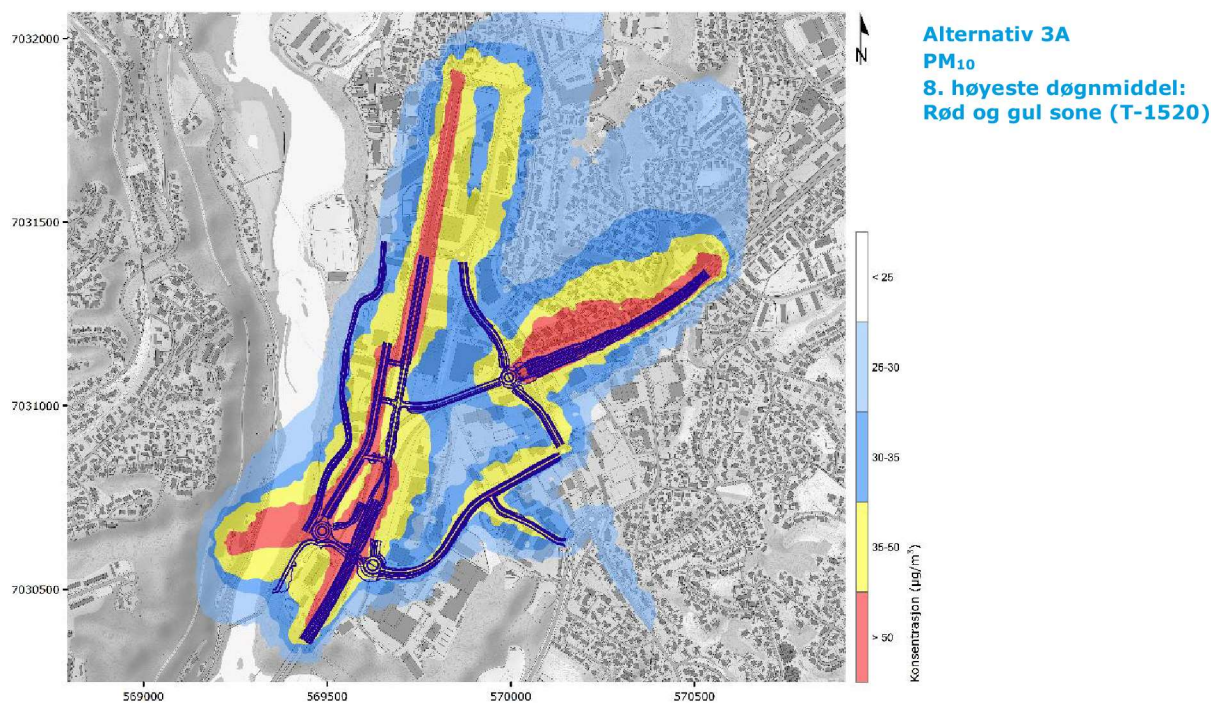 Alternativ 3A
PM₁₀
8. høyeste døgnmiddel:
Rød og gul sone (T-1520)
N
7032000
7031500
7031000
7030500
569000
569500
570000
570500
< 25
26-30
30-35
35-50
> 50
Konsentrasjon (µg/m³)